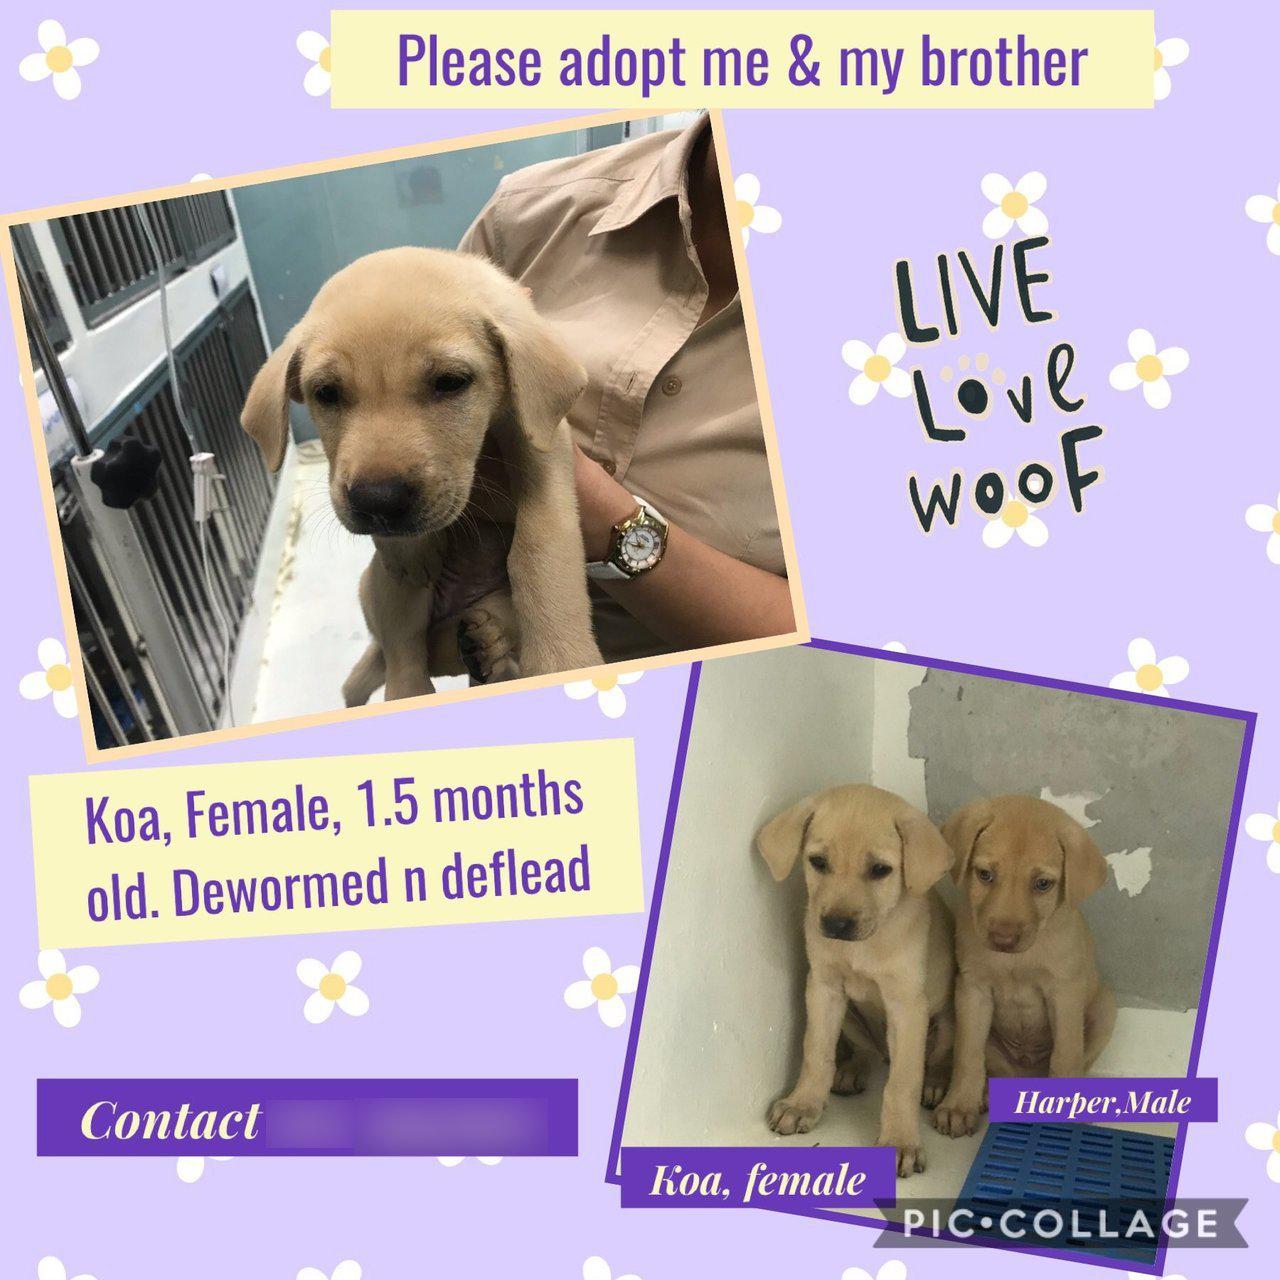 Please adopt me & my brother
LIVE
Love
WOOF
Koa, Female, 1.5 months
old. Dewormed n deflead
Contact
Harper,Male
Koa, female
PIC•COLLAGE